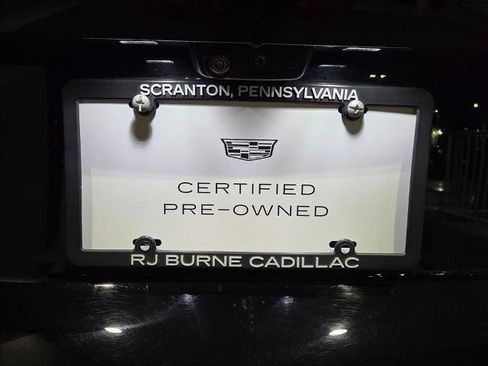 SCRANTON, PENNSYLVANIA
CERTIFIED
PRE-OWNED
RJ BURNE CADILLAC